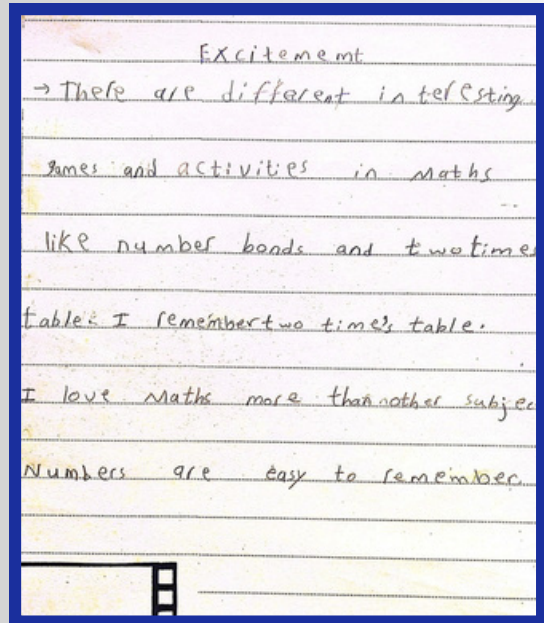 Excitememt
→ There are different interesting
games and activities in Maths
like number bonds and two times
table. I remember two time's table.
I love Maths more than nother subjec
Numbers are easy to remember.